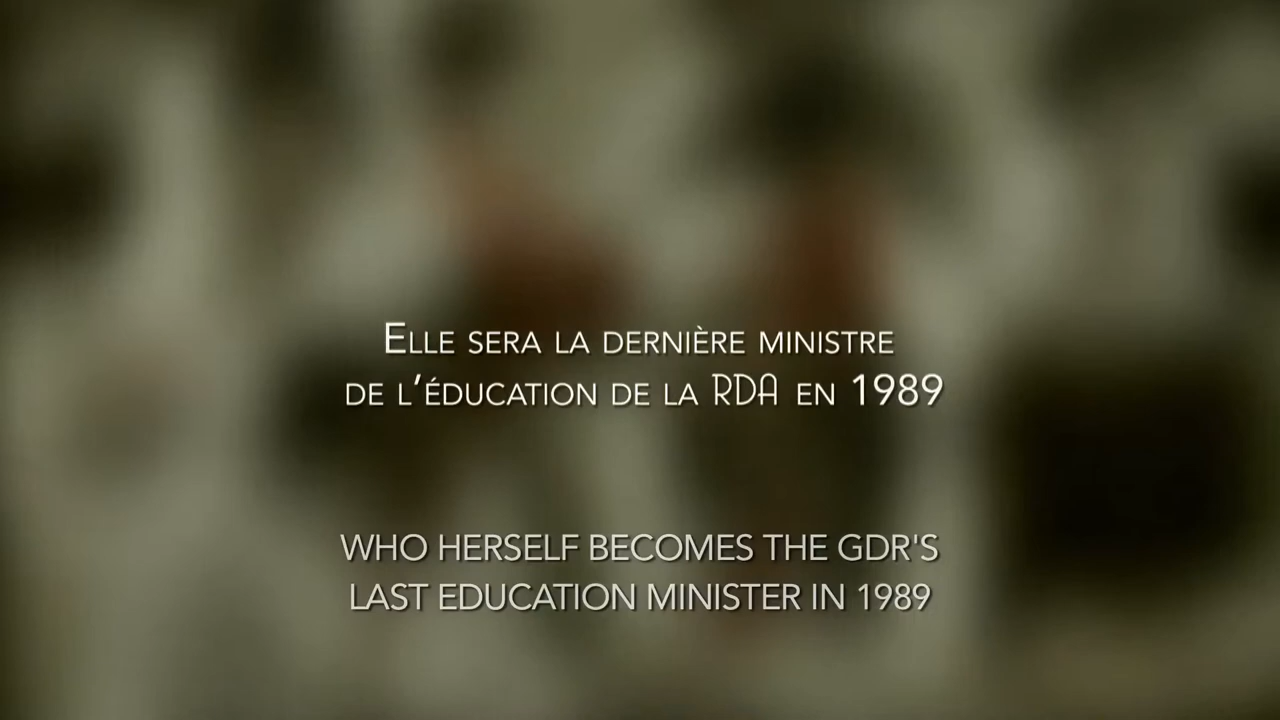 Elle sera la dernière ministre
de l'éducation de la RDA en 1989
WHO HERSELF BECOMES THE GDR'S
LAST EDUCATION MINISTER IN 1989